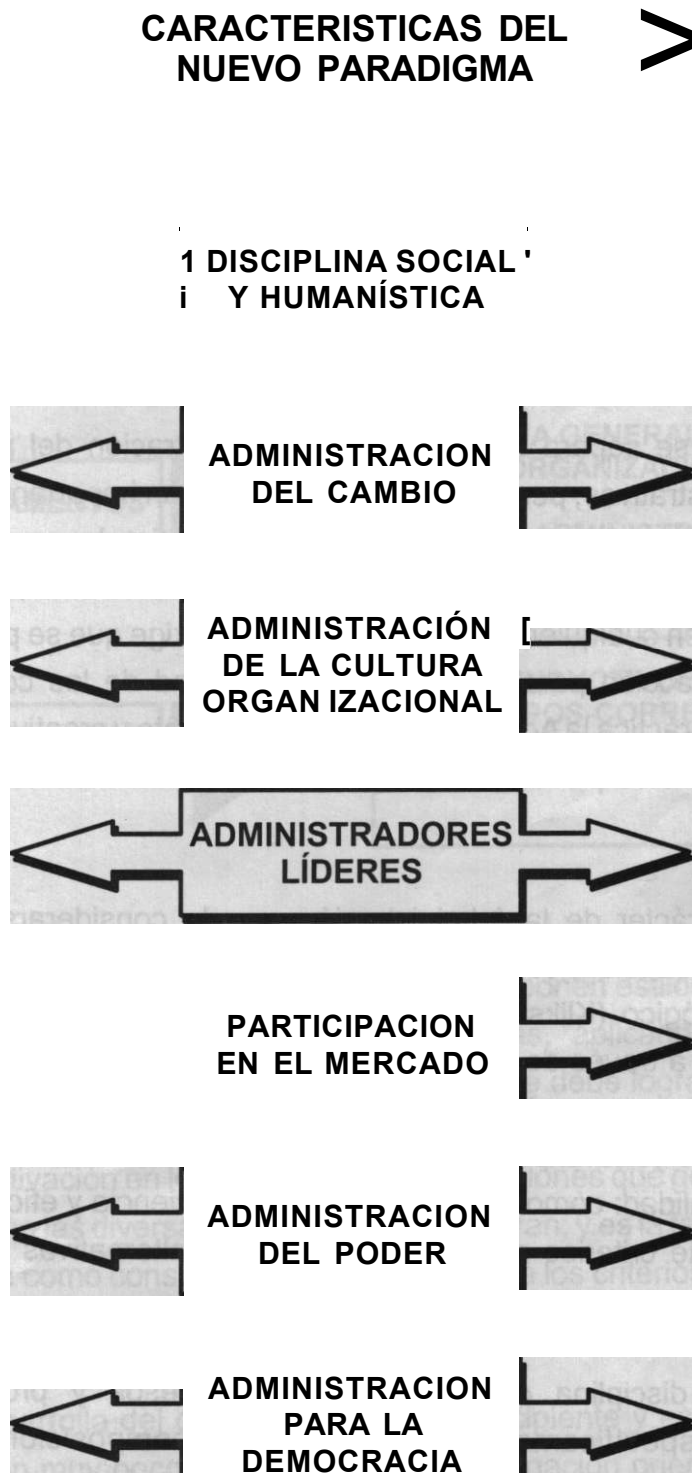 CARACTERISTICAS DEL
NUEVO PARADIGMA
>
1 DISCIPLINA SOCIAL '
i Y HUMANÍSTICA
ADMINISTRACION
DEL CAMBIO
ADMINISTRACIÓN [
DE LA CULTURA
ORGAN IZACIONAL
ADMINISTRADORES
LÍDERES
PARTICIPACION
EN EL MERCADO
ADMINISTRACION
DEL PODER
ADMINISTRACION
PARA LA
DEMOCRACIA